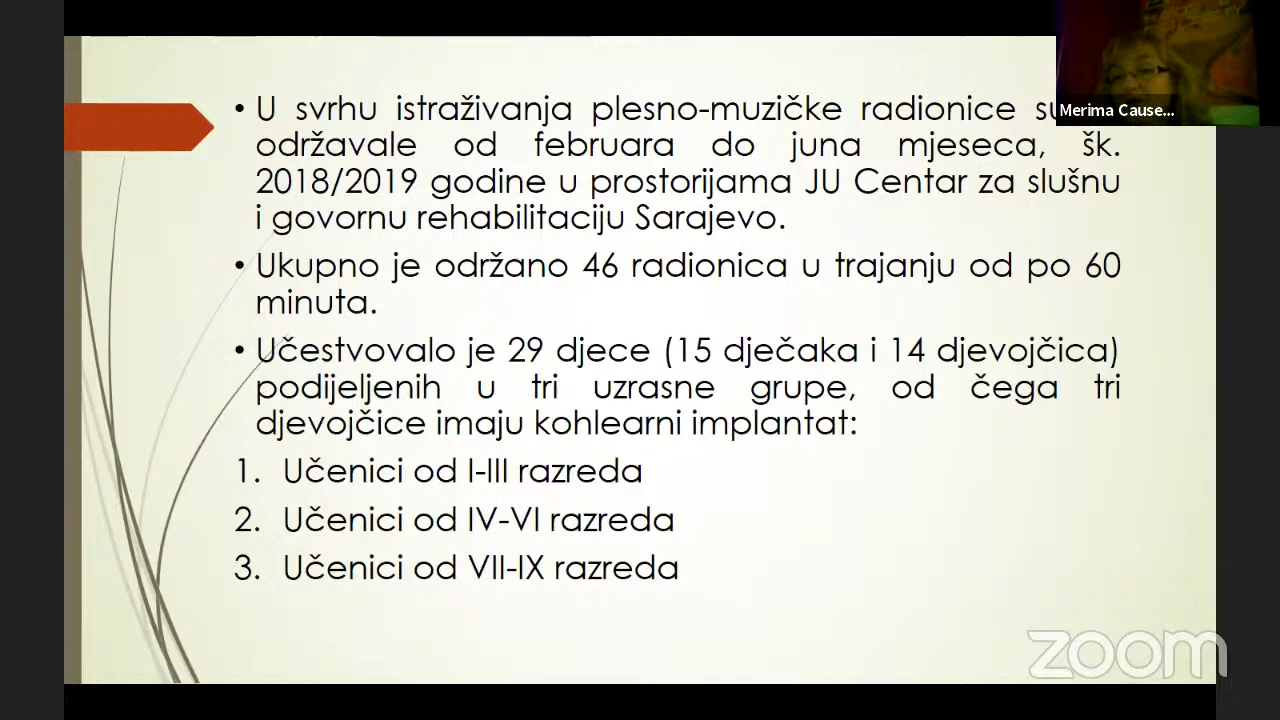 • U svrhu istraživanja plesno-muzičke radionice
održavale od februara do juna mjeseca, šk.
2018/2019 godine u prostorijama JU Centar za slušnu
i govornu rehabilitaciju Sarajevo.
• Ukupno je održano 46 radionica u trajanju od po 60
minuta.
• Učestvovalo je 29 djece (15 dječaka i 14 djevojčica)
podijeljenih u tri uzrasne grupe, od čega tri
djevojčice imaju kohlearni implantat:
1. Učenici od I-III razreda
2. Učenici od IV-VI razreda
3. Učenici od VII-IX razreda
Merima Cause...
zoom